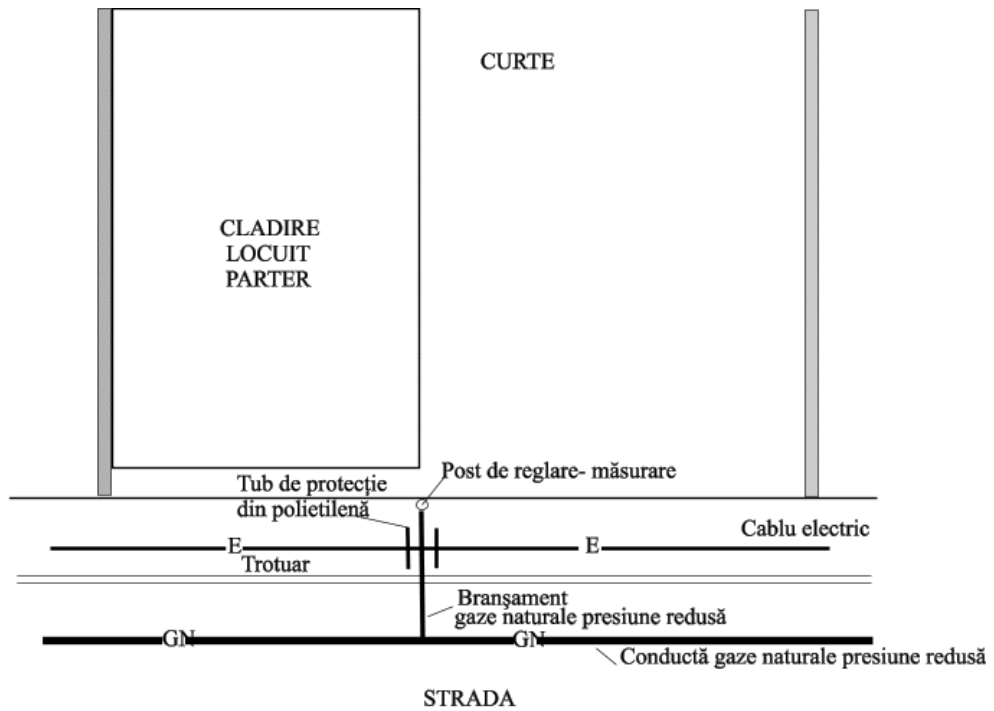 CURTE
CLADIRE
LOCUIT
PARTER
Post de reglare- măsurare
Tub de protecție
din polietilenă
Cablu electric
E
E
Trotuar
Branşament
gaze naturale presiune redusă
GN
GN
Conductă gaze naturale presiune redusă
STRADA